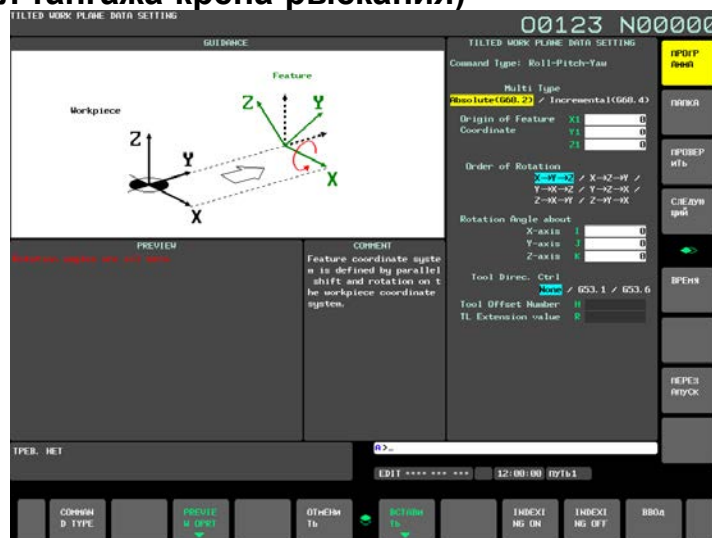 л тангажа крена рыскания)
TILTED WORK PLANE DATA SETTING
O0123 N00000
GUIDANCE
Feature
Workpiece
Z
Y
X
Z
Y
X
PREVIEW
COMMENT
Feature coordinate syste
m is defined by parallel
shift and rotation on t
he workpiece coordinate
system.
TILTED WORK PLANE DATA SETTING
Command Type: Roll-Pitch-Yaw
Multi Type
Absolute(G68.2) / Incremental(G68.4)
Origin of Feature X1 0
Coordinate Y1 0
Z1 0
Order of Rotation
X→Y→Z / X→Z→Y /
Y→X→Z / Y→Z→X /
Z→X→Y / Z→Y→X
Rotation Angle about
X-axis I 0
Y-axis J 0
Z-axis K 0
Tool Direc. Ctrl
None / G53.1 / G53.6
Tool Offset Number H
TL Extension value R
ПРОГР
АММА
ПАПКА
ПРОВЕР
ИТЬ
СЛЕДУЮ
ЩИЙ
ВРЕМЯ
ПЕРЕЗ
АПУСК
ТРЕВ. НЕТ
A>_
EDIT **** *** *** 12:00:00 ПУТЬ1
COMMAN
D TYPE
PREVIE
W OPRT
ОТМЕНИ
ТЬ
ВСТАВИ
ТЬ
INDEXI
NG ON
INDEXI
NG OFF
ВВОД